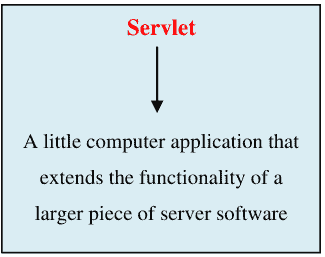 Servlet
A little computer application that
extends the functionality of a
larger piece of server software